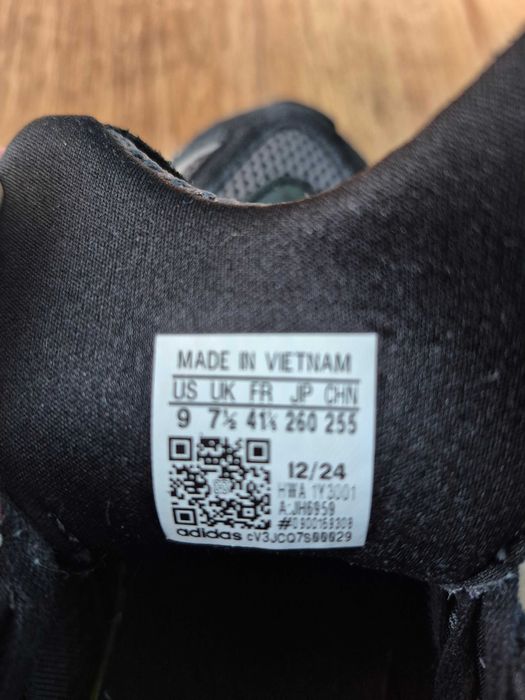 MADE IN VIETNAM
US UK FR JP CHN
9 7½ 41⅓ 260 255
12/24
HWA 1Y3001
A:JH6959
#0900169309
adidas cV3JCQ7S00029